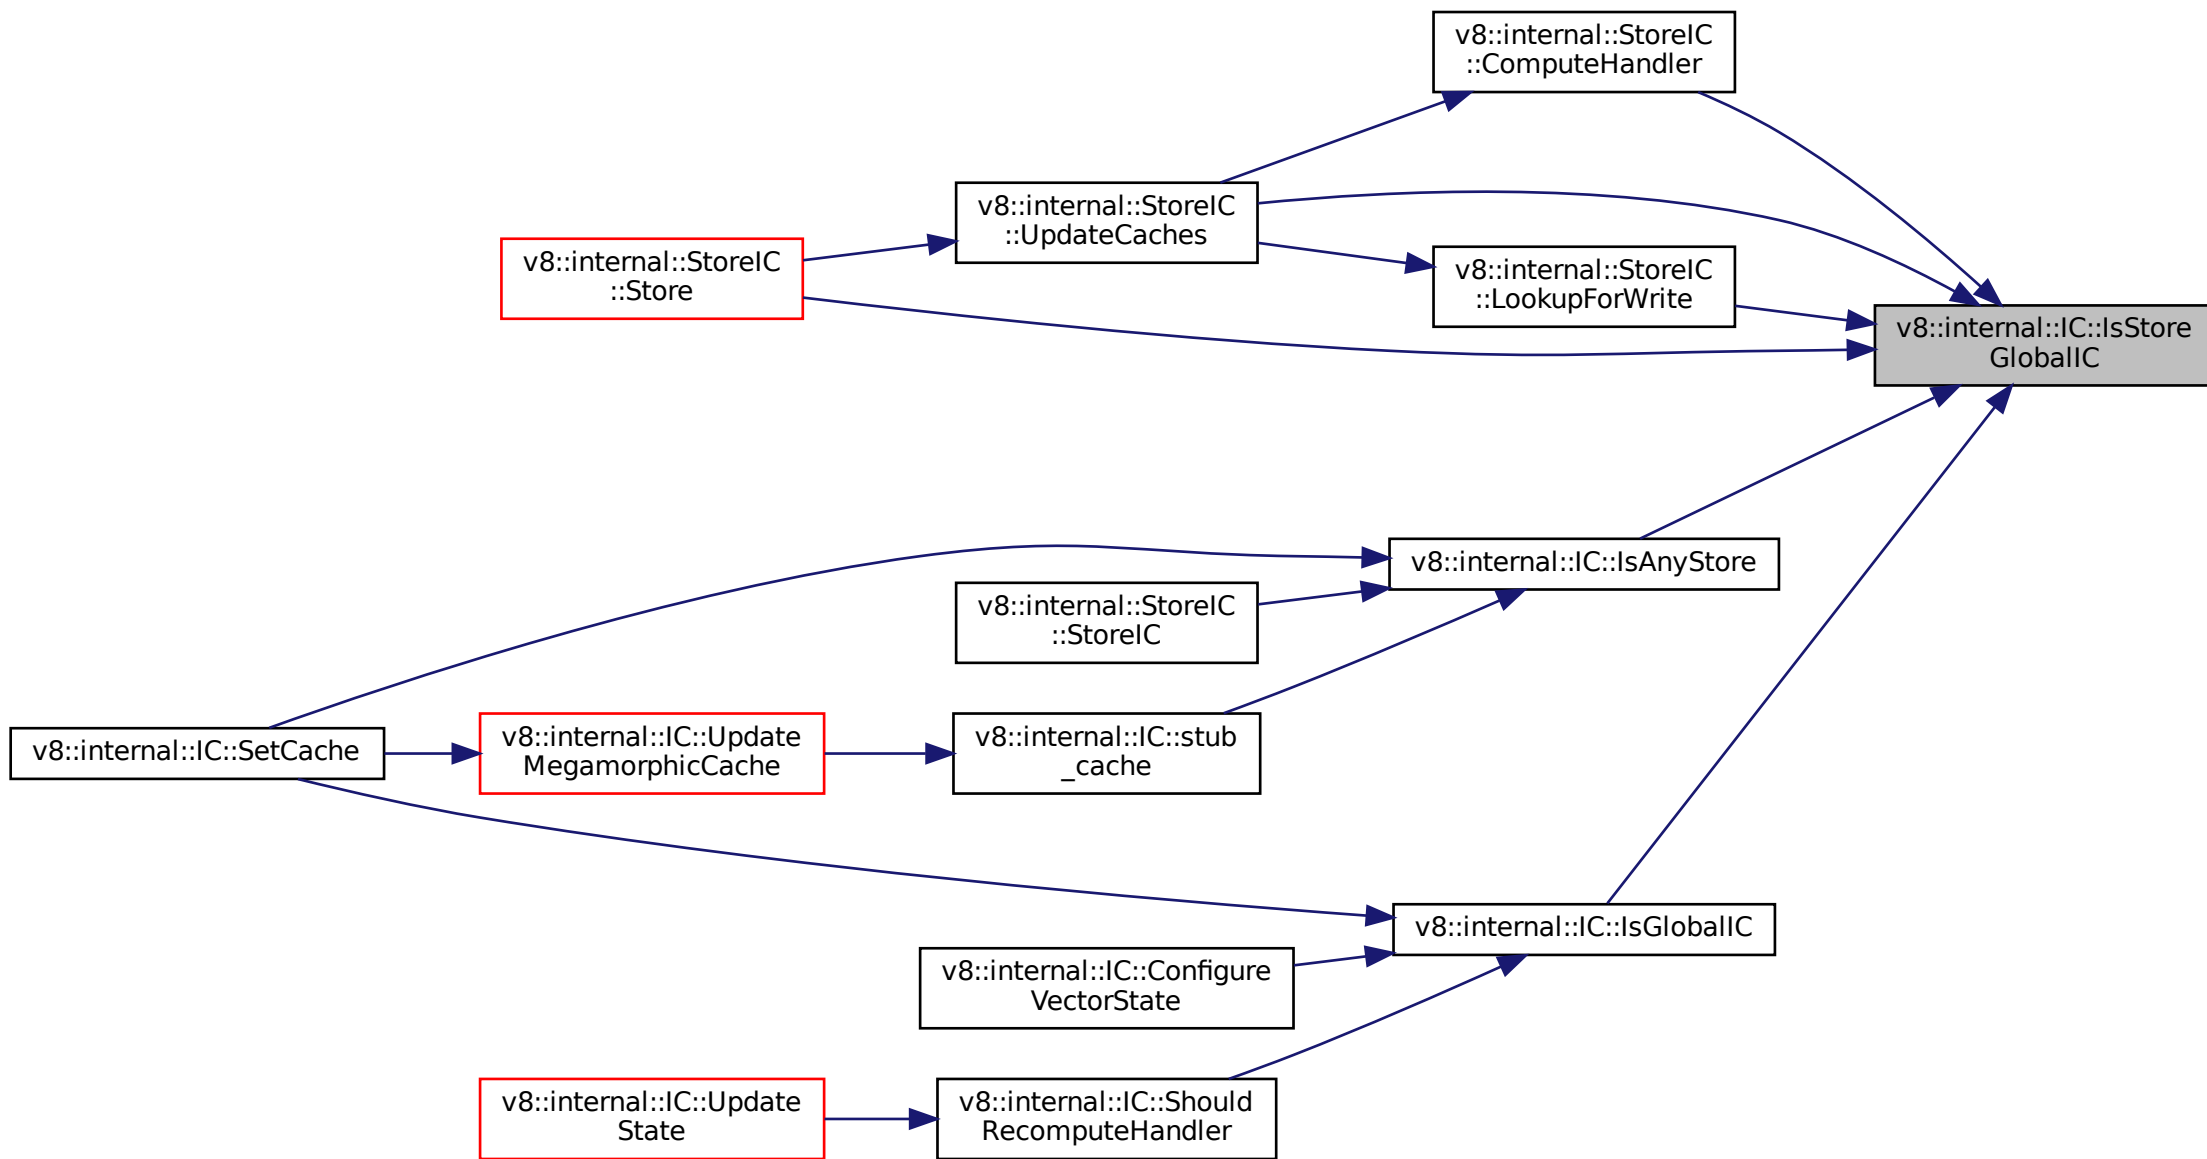 v8::internal::StoreIC
::ComputeHandler
v8::internal::StoreIC
::UpdateCaches
v8::internal::StoreIC
::Store
v8::internal::StoreIC
::LookupForWrite
v8::internal::IC::IsStore
GlobalIC
v8::internal::IC::IsAnyStore
v8::internal::StoreIC
::StoreIC
v8::internal::IC::SetCache
v8::internal::IC::Update
MegamorphicCache
v8::internal::IC::stub
_cache
v8::internal::IC::IsGlobalIC
v8::internal::IC::Configure
VectorState
v8::internal::IC::Update
State
v8::internal::IC::Should
RecomputeHandler